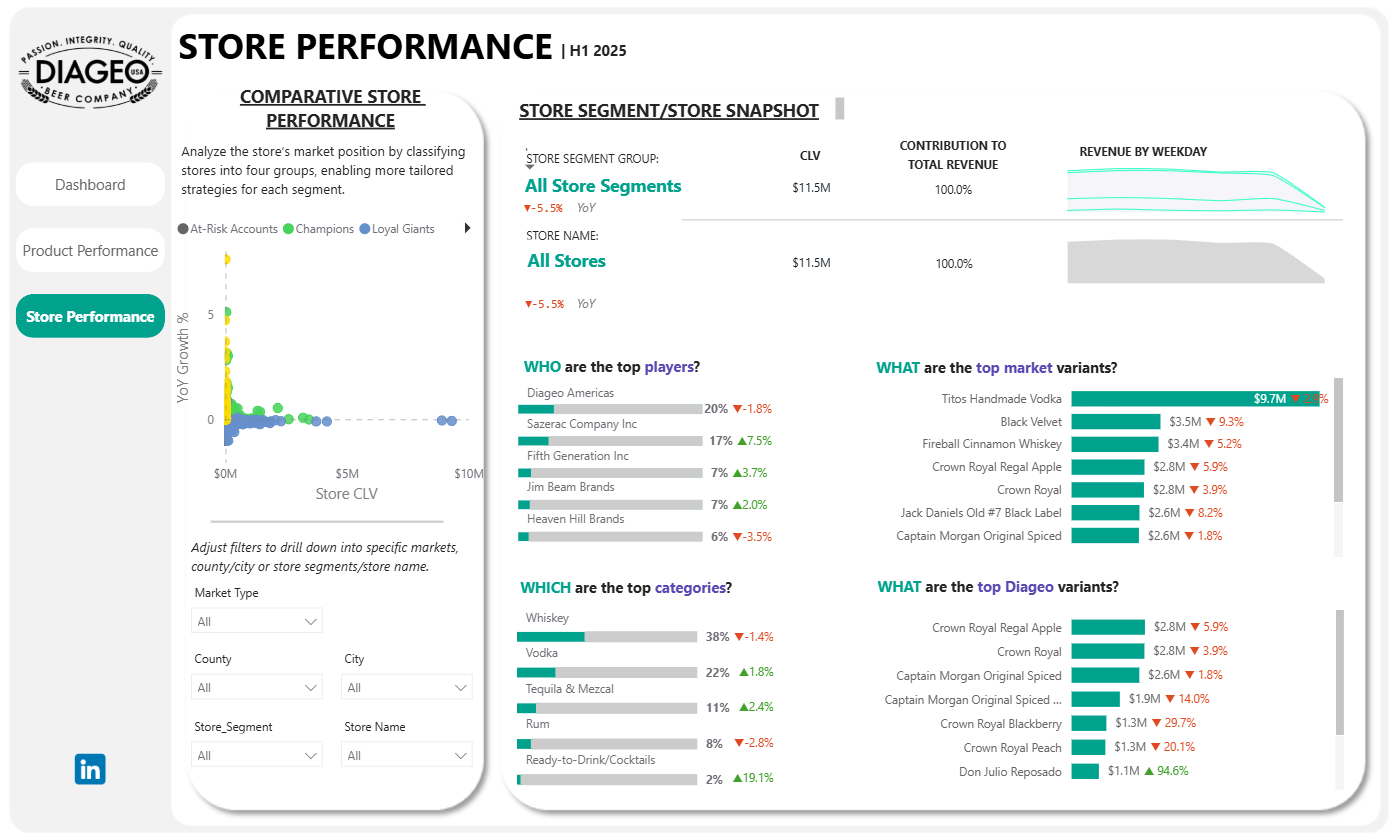 PASSION. INTEGRITY. QUALITY.
DIAGEO
USA
BEER COMPANY
STORE PERFORMANCE | H1 2025
Dashboard
Product Performance
Store Performance
in
COMPARATIVE STORE
PERFORMANCE
Analyze the store's market position by classifying
stores into four groups, enabling more tailored
strategies for each segment.
At-Risk Accounts Champions Loyal Giants
YoY Growth %
5
0
$0M $5M $10M
Store CLV
Adjust filters to drill down into specific markets,
county/city or store segments/store name.
Market Type
All
County City
All All
Store_Segment Store Name
All All
STORE SEGMENT/STORE SNAPSHOT
STORE SEGMENT GROUP: CLV CONTRIBUTION TO
TOTAL REVENUE REVENUE BY WEEKDAY
All Store Segments $11.5M 100.0%
▼-5.5% YoY
STORE NAME:
All Stores $11.5M 100.0%
▼-5.5% YoY
WHO are the top players?
Diageo Americas
20% ▼-1.8%
Sazerac Company Inc
17% ▲7.5%
Fifth Generation Inc
7% ▲3.7%
Jim Beam Brands
7% ▲2.0%
Heaven Hill Brands
6% ▼-3.5%
WHAT are the top market variants?
Titos Handmade Vodka $9.7M ▼
Black Velvet $3.5M ▼ 9.3%
Fireball Cinnamon Whiskey $3.4M ▼ 5.2%
Crown Royal Regal Apple $2.8M ▼ 5.9%
Crown Royal $2.8M ▼ 3.9%
Jack Daniels Old #7 Black Label $2.6M ▼ 8.2%
Captain Morgan Original Spiced $2.6M ▼ 1.8%
WHICH are the top categories?
Whiskey
38% ▼-1.4%
Vodka
22% ▲1.8%
Tequila & Mezcal
11% ▲2.4%
Rum
8% ▼-2.8%
Ready-to-Drink/Cocktails
2% ▲19.1%
WHAT are the top Diageo variants?
Crown Royal Regal Apple $2.8M ▼ 5.9%
Crown Royal $2.8M ▼ 3.9%
Captain Morgan Original Spiced $2.6M ▼ 1.8%
Captain Morgan Original Spiced ... $1.9M ▼ 14.0%
Crown Royal Blackberry $1.3M ▼ 29.7%
Crown Royal Peach $1.3M ▼ 20.1%
Don Julio Reposado $1.1M ▲ 94.6%